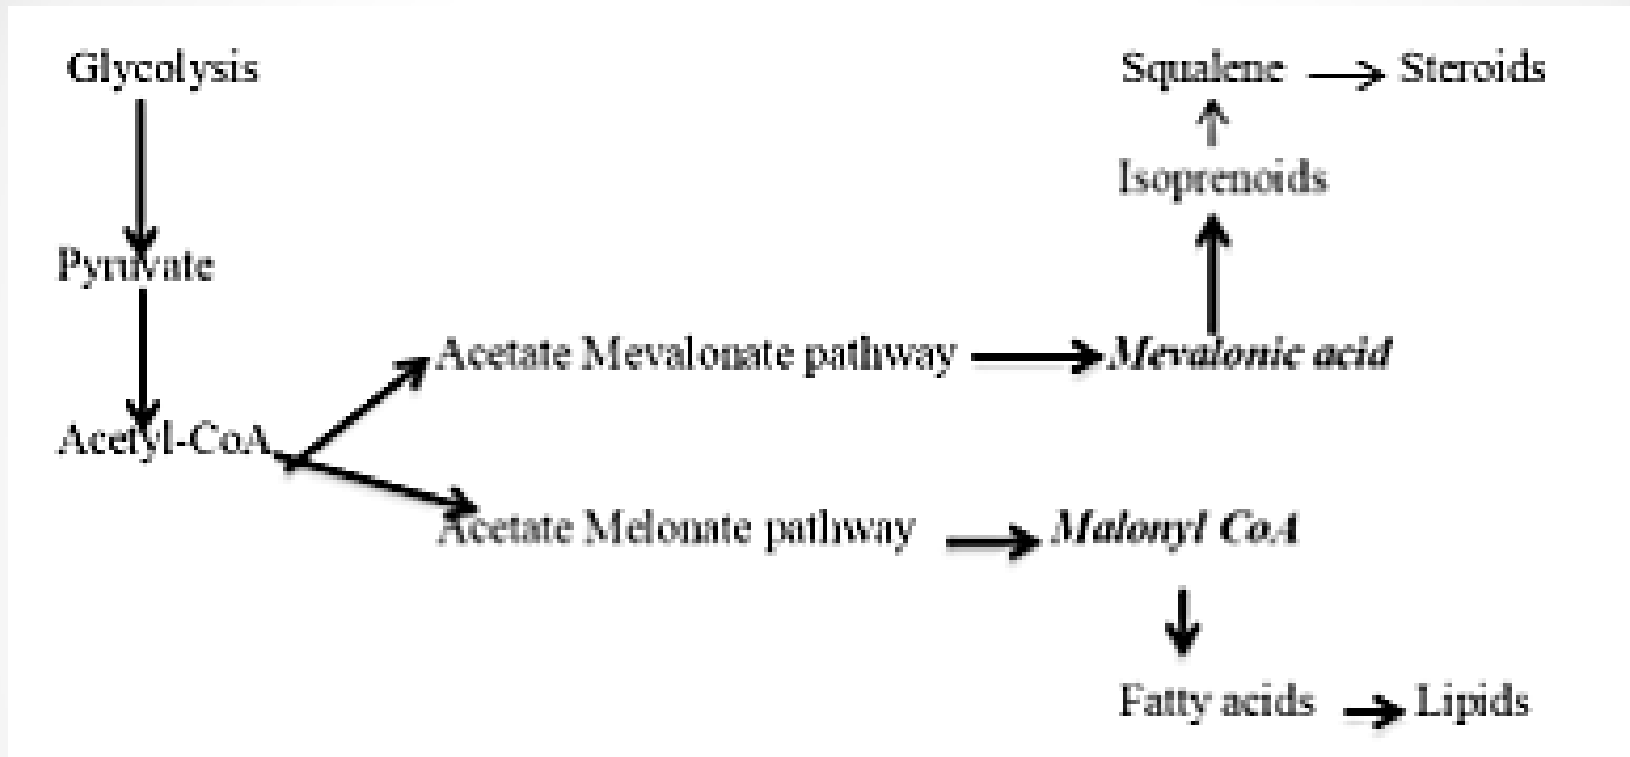 Glycolysis
Squalene
Steroids
Isoprenoids
Pyruvate
Acetate Mevalonate pathway
Mevalonic acid
Acetyl-CoA
Acetate Melonate pathway
Malonyl CoA
Fatty acids
Lipids